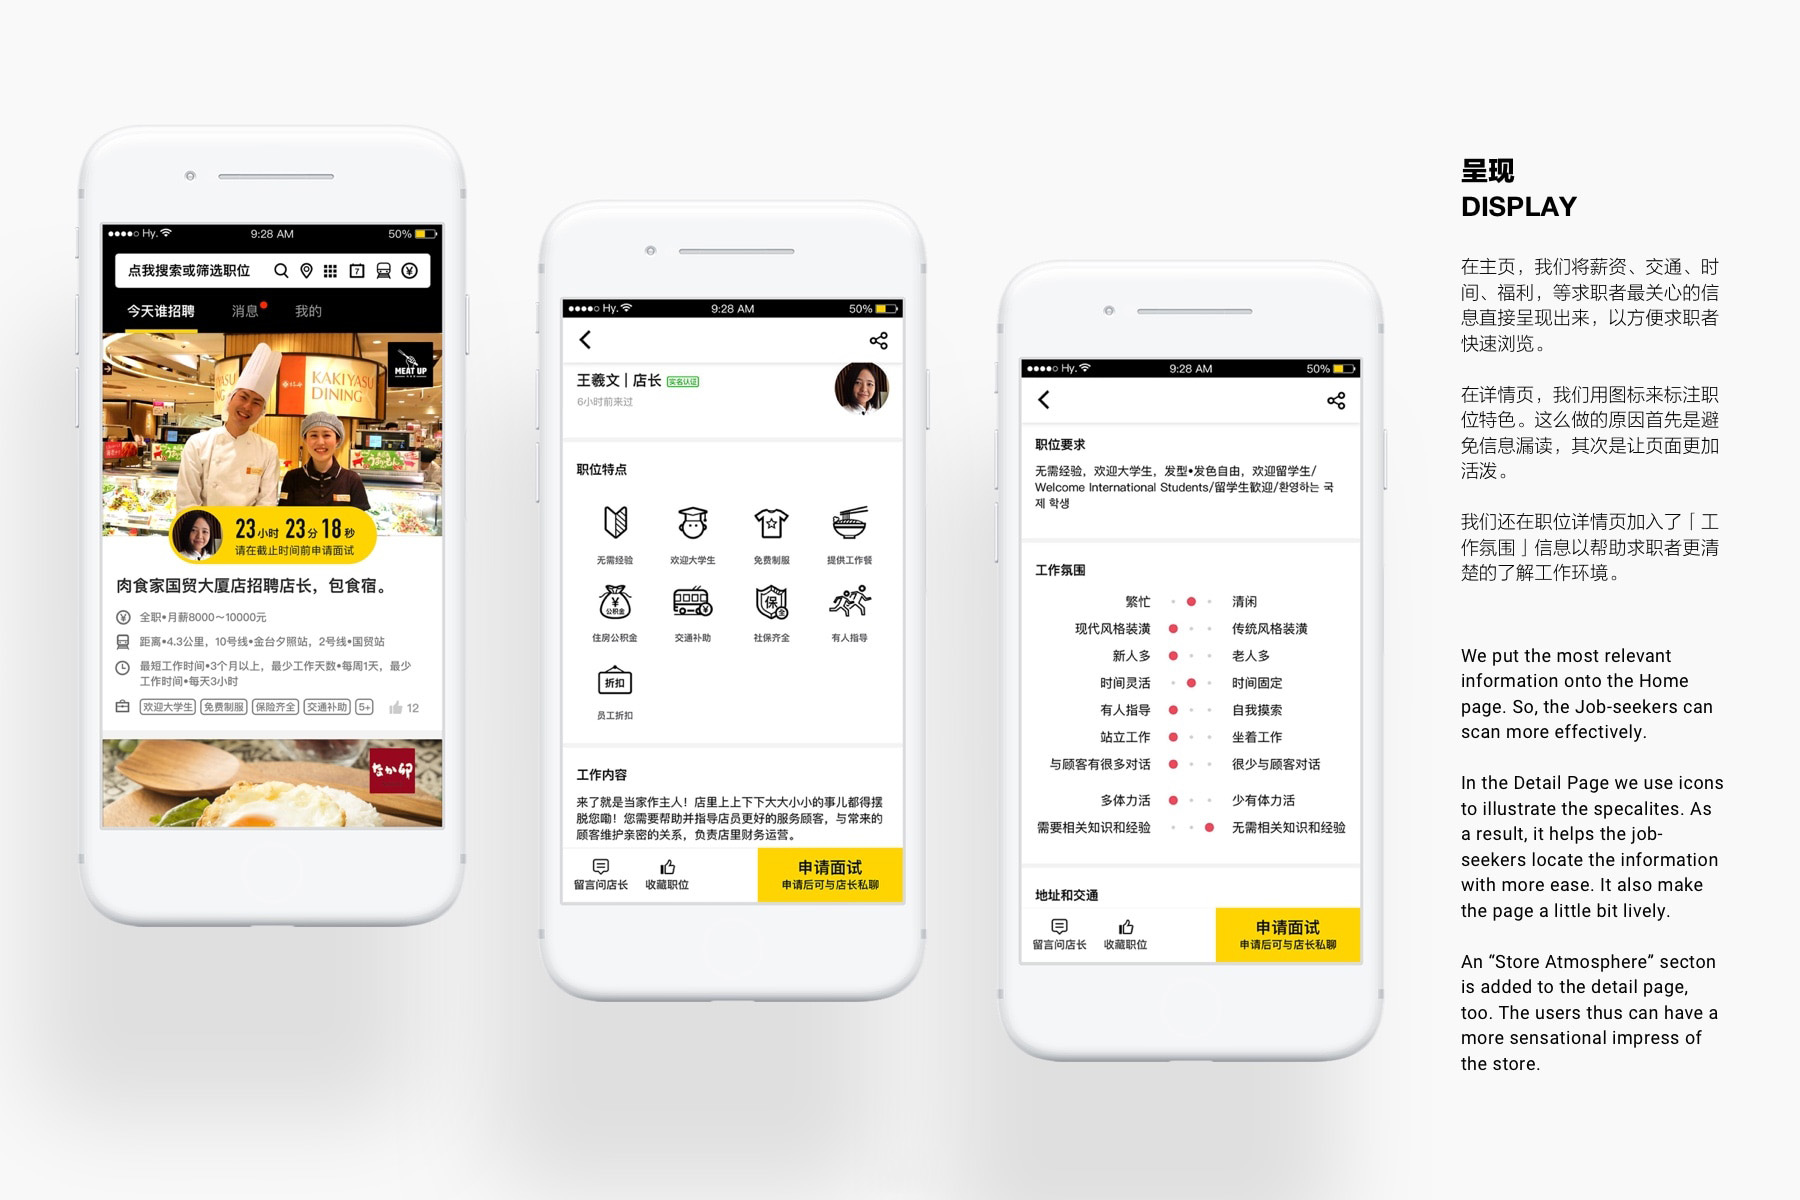 ●●●●○ Hy. 9:28 AM 50%
点我搜索或筛选职位 7 ¥
今天谁招聘 消息 我的
MEAT UP
KAKIYASU
DINING
23小时 23分 18秒
请在截止时间前申请面试
肉食家国贸大厦店招聘店长，包食宿。
全职•月薪8000～10000元
距离•4.3公里，10号线•金台夕照站，2号线•国贸站
最短工作时间•3个月以上，最少工作天数•每周1天，最少
工作时间•每天3小时
欢迎大学生 免费制服 保险齐全 交通补助 5+ 12
なか卯
●●●●○ Hy. 9:28 AM 50%
王羲文 | 店长 实名认证
6小时前来过
职位特点
无需经验 欢迎大学生 免费制服 提供工作餐
公积金 ¥ 保 全
住房公积金 交通补助 社保齐全 有人指导
折扣
员工折扣
工作内容
来了就是当家作主人！店里上上下下大大小小的事儿都得摆
脱您嘞！您需要帮助并指导店员更好的服务顾客，与常来的
顾客维护亲密的关系，负责店里财务运营。
留言问店长 收藏职位 申请面试
申请后可与店长私聊
●●●●○ Hy. 9:28 AM 50%
职位要求
无需经验，欢迎大学生，发型•发色自由，欢迎留学生/
Welcome International Students/留学生歓迎/환영하는 국
제 학생
工作氛围
繁忙 清闲
现代风格装潢 传统风格装潢
新人多 老人多
时间灵活 时间固定
有人指导 自我摸索
站立工作 坐着工作
与顾客有很多对话 很少与顾客对话
多体力活 少有体力活
需要相关知识和经验 无需相关知识和经验
地址和交通
留言问店长 收藏职位 申请面试
申请后可与店长私聊
呈现
DISPLAY
在主页，我们将薪资、交通、时
间、福利，等求职者最关心的信
息直接呈现出来，以方便求职者
快速浏览。
在详情页，我们用图标来标注职
位特色。这么做的原因首先是避
免信息漏读，其次是让页面更加
活泼。
我们还在职位详情页加入了「工
作氛围」信息以帮助求职者更清
楚的了解工作环境。
We put the most relevant
information onto the Home
page. So, the Job-seekers can
scan more effectively.
In the Detail Page we use icons
to illustrate the specalites. As
a result, it helps the job-
seekers locate the information
with more ease. It also make
the page a little bit lively.
An “Store Atmosphere” secton
is added to the detail page,
too. The users thus can have a
more sensational impress of
the store.